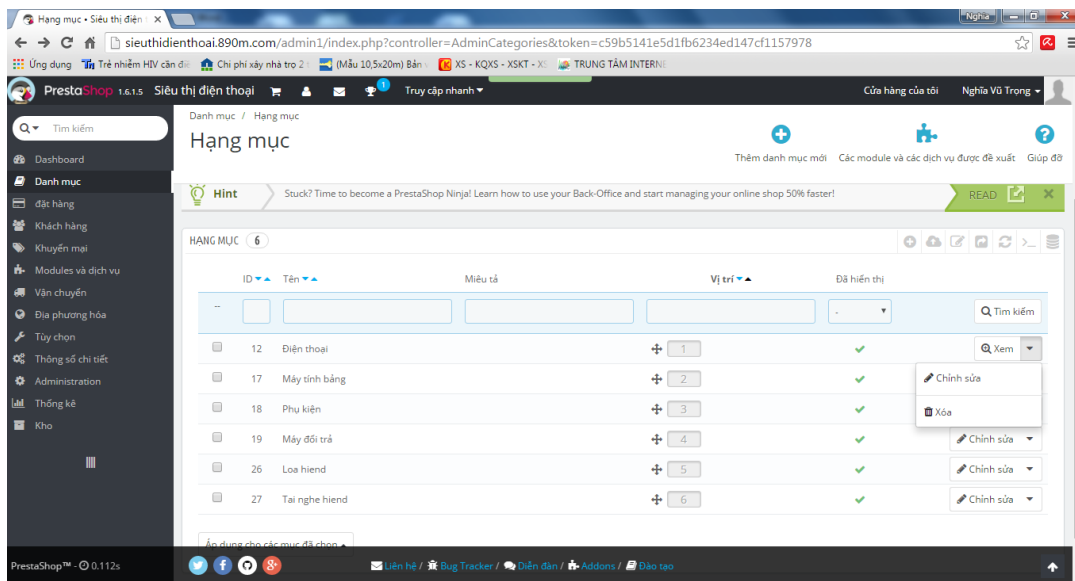 Hạng mục • Siêu thị điện
Nghĩa
sieuthidienthoai.890m.com/admin1/index.php?controller=AdminCategories&token=c59b5141e5d1fb6234ed147cf1157978
Ứng dụng Trẻ nhiễm HIV căn Chi phí xây nhà trọ 2 (Mẫu 10,5x20m) Bán XS - KQXS - XSKT - XS TRUNG TÂM INTERNE
PrestaShop 1.6.1.5 Siêu thị điện thoại 1 Truy cập nhanh Cửa hàng của tôi Nghĩa Vũ Trọng
Tìm kiếm
Dashboard
Danh mục
đặt hàng
Khách hàng
Khuyến mại
Modules và dịch vụ
Vận chuyển
Địa phương hóa
Tùy chọn
Thông số chi tiết
Administration
Thống kê
Kho
Danh mục / Hạng mục
Hạng mục
Thêm danh mục mới Các module và các dịch vụ được đề xuất Giúp đỡ
Hint Stuck? Time to become a PrestaShop Ninja! Learn how to use your Back-Office and start managing your online shop 50% faster! READ
HẠNG MỤC 6
ID Tên Miêu tả Vị trí Đã hiển thị
-- - Tìm kiếm
12 Điện thoại 1 Xem
17 Máy tính bảng 2 Chỉnh sửa
18 Phụ kiện 3 Xóa
19 Máy đổi trả 4 Chỉnh sửa
26 Loa hiend 5 Chỉnh sửa
27 Tai nghe hiend 6 Chỉnh sửa
Áp dụng cho các mục đã chọn
PrestaShop™ - 0.112s Liên hệ / Bug Tracker / Diễn đàn / Addons / Đào tạo